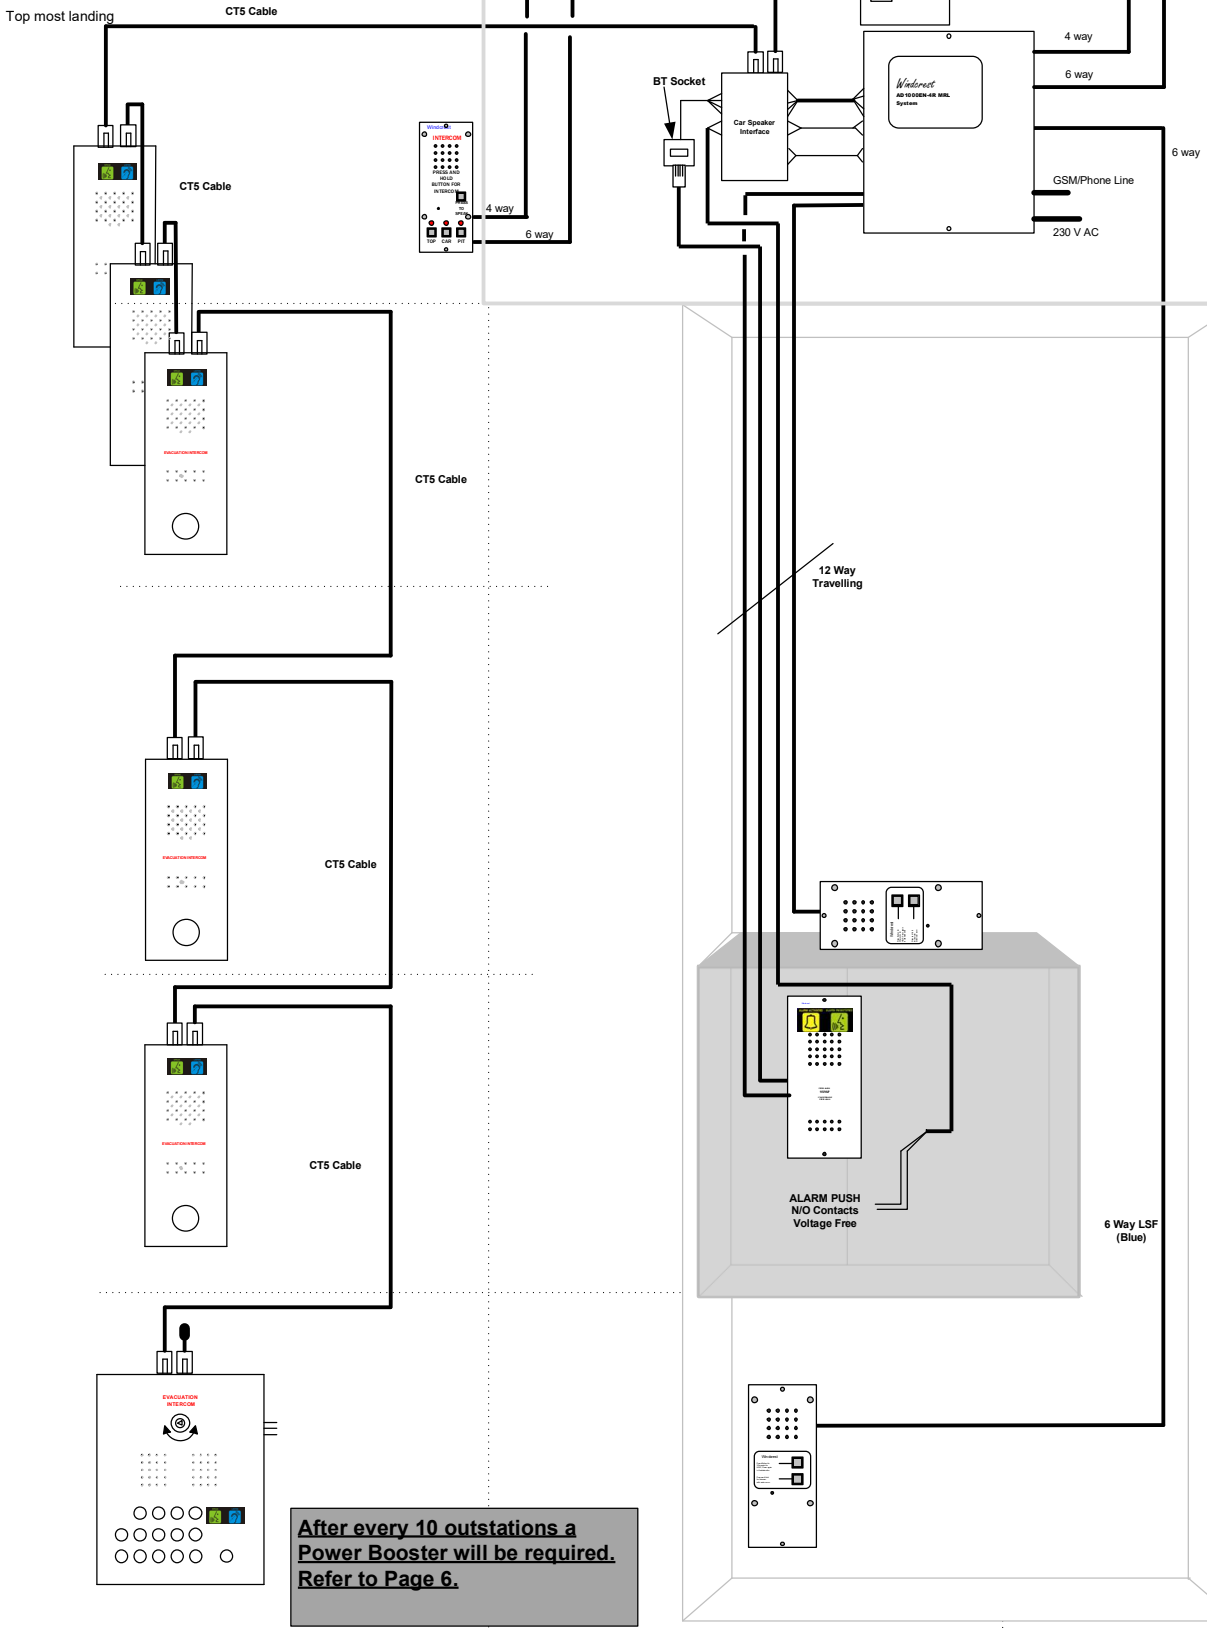 Top most landing
CT5 Cable
4 way
BT Socket
6 way
Windcrest
AD1000EN-4R MRL
System
Car Speaker
Interface
Windcrest
INTERCOM
PRESS AND
HOLD
BUTTON FOR
INTERCOM
TO
SPEAK
TOP CAR PIT
CT5 Cable
6 way
GSM/Phone Line
4 way
6 way
230 V AC
EVACUATION INTERCOM
CT5 Cable
12 Way
Travelling
EVACUATION INTERCOM
CT5 Cable
Windcrest
EVACUATION INTERCOM
CT5 Cable
ALARM PUSH
N/O Contacts
Voltage Free
6 Way LSF
(Blue)
EVACUATION
INTERCOM
Windcrest
After every 10 outstations a
Power Booster will be required.
Refer to Page 6.